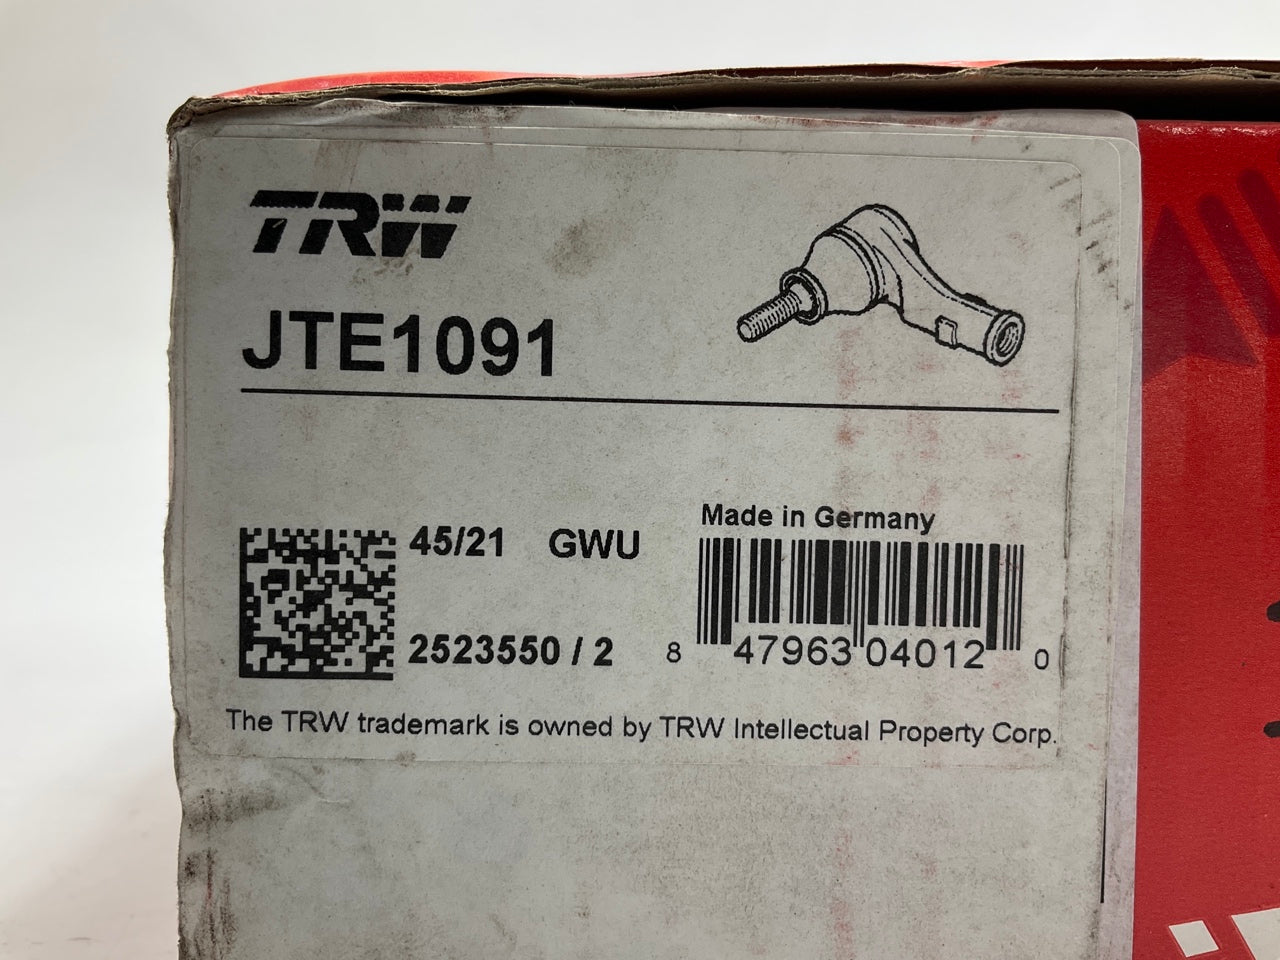 TRW
JTE1091
45/21 GWU
Made in Germany
2523550 / 2
8 47963 04012 0
The TRW trademark is owned by TRW Intellectual Property Corp.